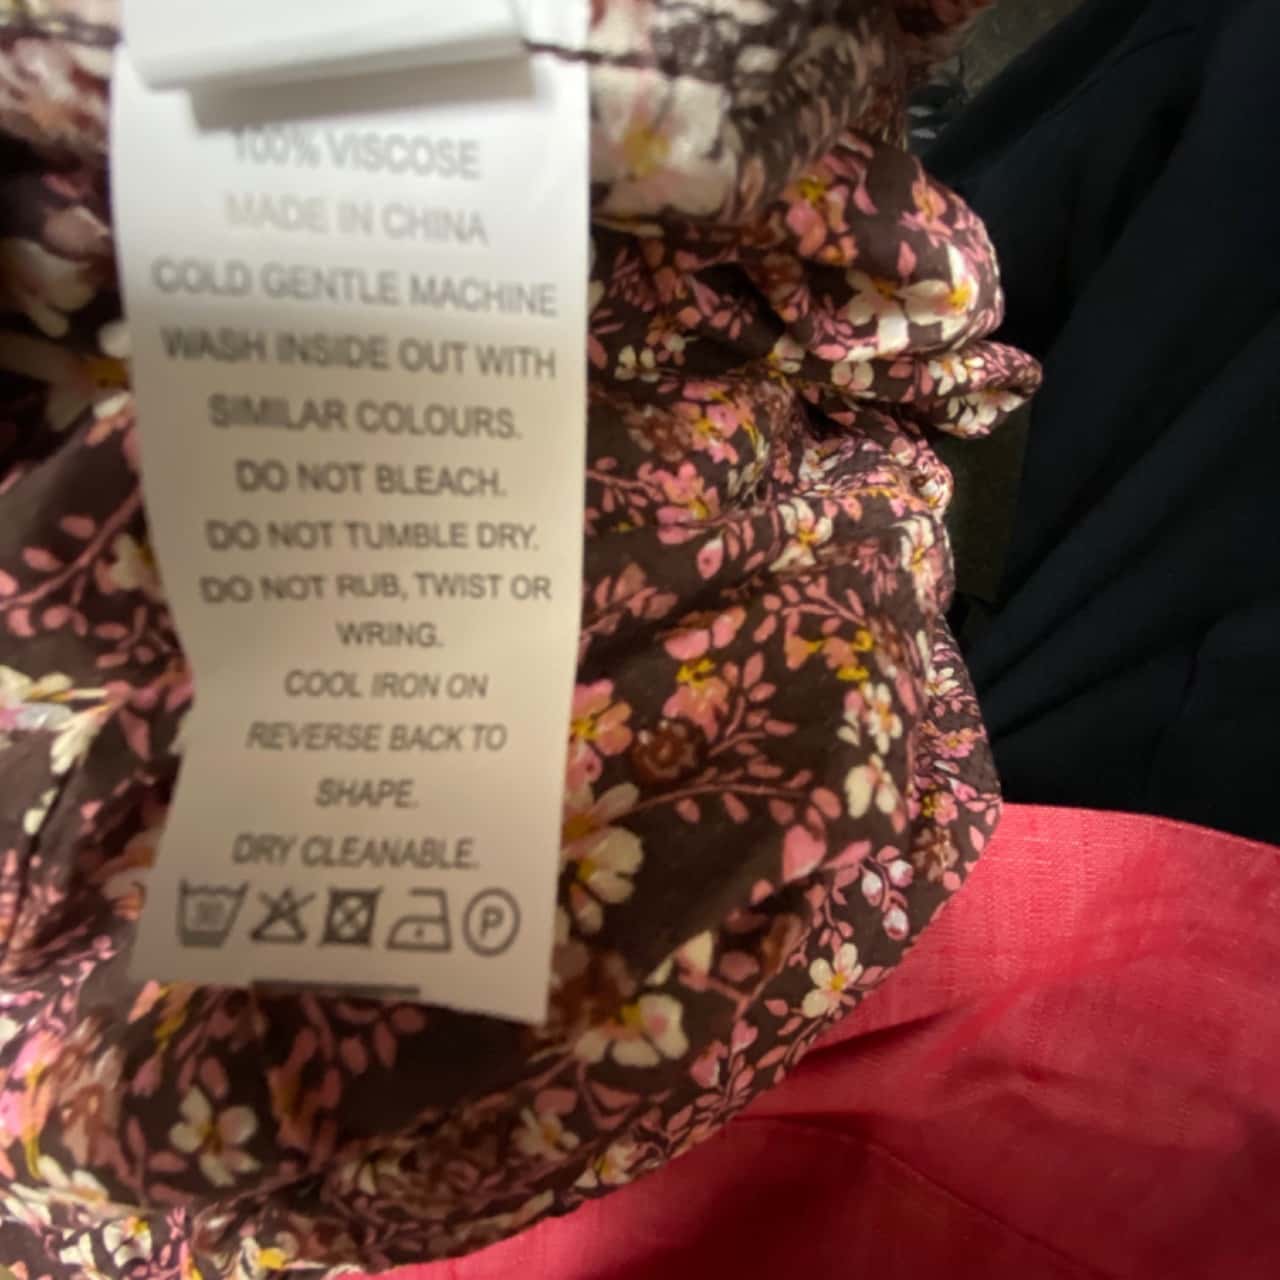 100% VISCOSE
MADE IN CHINA
COLD GENTLE MACHINE
WASH INSIDE OUT WITH
SIMILAR COLOURS.
DO NOT BLEACH.
DO NOT TUMBLE DRY.
DO NOT RUB, TWIST OR
WRING.
COOL IRON ON
REVERSE BACK TO
SHAPE.
DRY CLEANABLE.
30 P